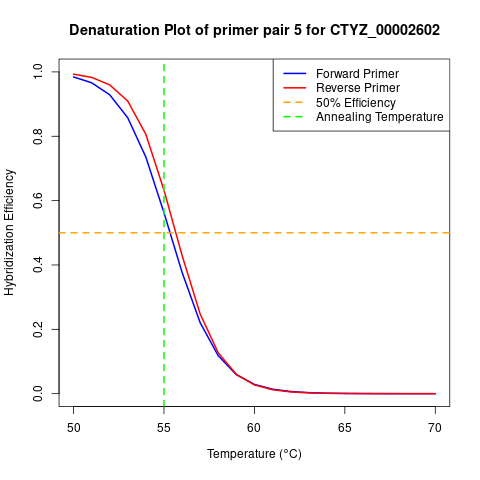 Denaturation Plot of primer pair 5 for CTYZ_00002602
Forward Primer
Reverse Primer
50% Efficiency
Annealing Temperature
Hybridization Efficiency
1.0
0.8
0.6
0.4
0.2
0.0
50
55
60
65
70
Temperature (°C)